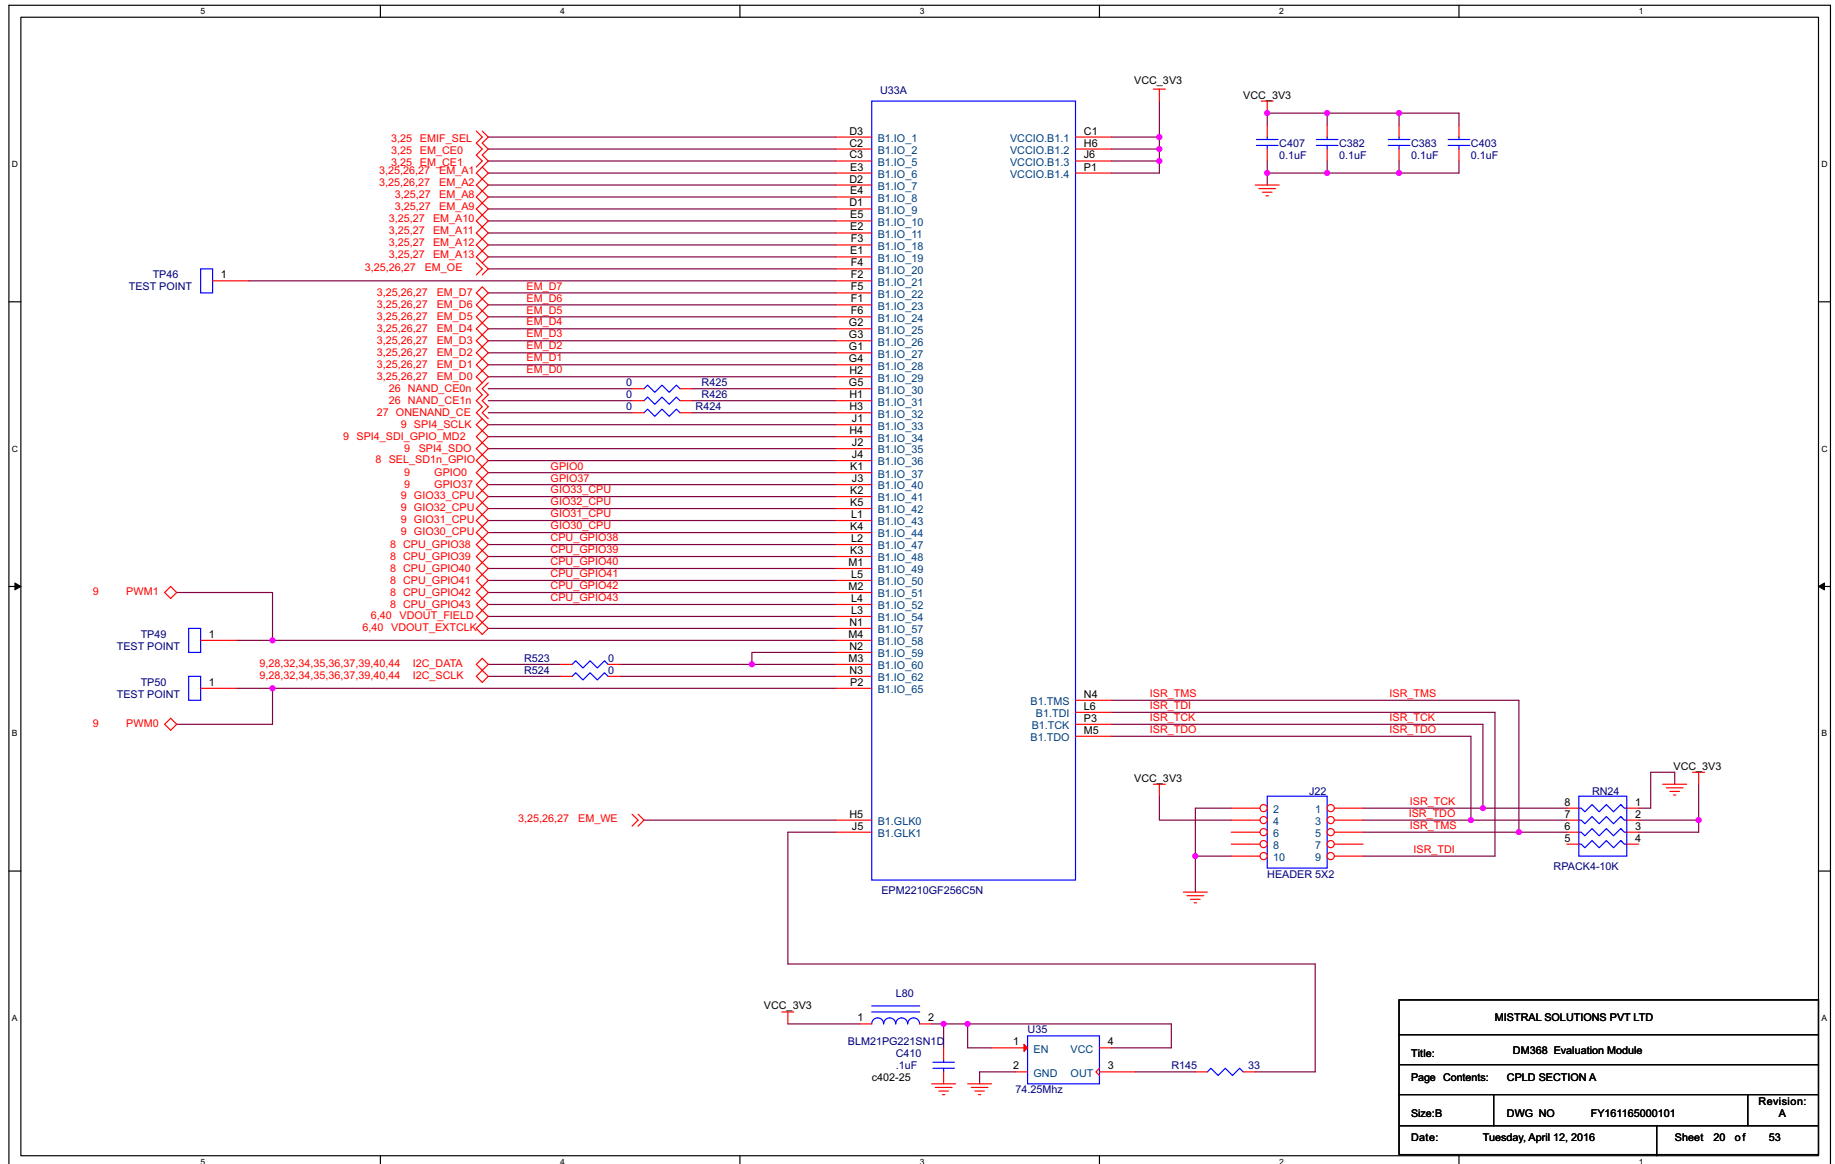 5 4 3 2 1
D D
C C
B B
A A
U33A
VCC_3V3
VCC_3V3
C407 0.1uF
C382 0.1uF
C383 0.1uF
C403 0.1uF
3,25 EMIF_SEL D3 B1.IO_1
3,25 EM_CE0 C2 B1.IO_2
3,25 EM_CE1 C3 B1.IO_5
3,25,26,27 EM_A1 E3 B1.IO_6
3,25,26,27 EM_A2 D2 B1.IO_7
3,25,27 EM_A8 E4 B1.IO_8
3,25,27 EM_A9 D1 B1.IO_9
3,25,27 EM_A10 E5 B1.IO_10
3,25,27 EM_A11 E2 B1.IO_11
3,25,27 EM_A12 F3 B1.IO_18
3,25,27 EM_A13 E1 B1.IO_19
3,25,26,27 EM_OE F4 B1.IO_20
TP46 TEST POINT 1 F2 B1.IO_21
3,25,26,27 EM_D7 EM_D7 F5 B1.IO_22
3,25,26,27 EM_D6 EM_D6 F1 B1.IO_23
3,25,26,27 EM_D5 EM_D5 F6 B1.IO_24
3,25,26,27 EM_D4 EM_D4 G2 B1.IO_25
3,25,26,27 EM_D3 EM_D3 G3 B1.IO_26
3,25,26,27 EM_D2 EM_D2 G1 B1.IO_27
3,25,26,27 EM_D1 EM_D1 G4 B1.IO_28
3,25,26,27 EM_D0 EM_D0 H2 B1.IO_29
26 NAND_CE0n 0 R425 G5 B1.IO_30
26 NAND_CE1n 0 R426 H1 B1.IO_31
27 ONENAND_CE 0 R424 H3 B1.IO_32
9 SPI4_SCLK J1 B1.IO_33
9 SPI4_SDI_GPIO_MD2 H4 B1.IO_34
9 SPI4_SDO J2 B1.IO_35
8 SEL_SD1n_GPIO J4 B1.IO_36
9 GPIO0 GPIO0 K1 B1.IO_37
9 GPIO37 GPIO37 J3 B1.IO_40
9 GIO33_CPU GIO33_CPU K2 B1.IO_41
9 GIO32_CPU GIO32_CPU K5 B1.IO_42
9 GIO31_CPU GIO31_CPU L1 B1.IO_43
9 GIO30_CPU GIO30_CPU K4 B1.IO_44
8 CPU_GPIO38 CPU_GPIO38 L2 B1.IO_47
8 CPU_GPIO39 CPU_GPIO39 K3 B1.IO_48
8 CPU_GPIO40 CPU_GPIO40 M1 B1.IO_49
8 CPU_GPIO41 CPU_GPIO41 L5 B1.IO_50
8 CPU_GPIO42 CPU_GPIO42 M2 B1.IO_51
8 CPU_GPIO43 CPU_GPIO43 L4 B1.IO_52
6,40 VDOUT_FIELD L3 B1.IO_54
6,40 VDOUT_EXTCLK N1 B1.IO_57
9 PWM1
TP49 TEST POINT 1 M4 B1.IO_58
N2 B1.IO_59
9,28,32,34,35,36,37,39,40,44 I2C_DATA R523 0 M3 B1.IO_60
9,28,32,34,35,36,37,39,40,44 I2C_SCLK R524 0 N3 B1.IO_62
TP50 TEST POINT 1 P2 B1.IO_65
9 PWM0
3,25,26,27 EM_WE H5 B1.GLK0
J5 B1.GLK1
EPM2210GF256C5N
VCCIO.B1.1 C1
VCCIO.B1.2 H6
VCCIO.B1.3 J6
VCCIO.B1.4 P1
B1.TMS N4 ISR_TMS ISR_TMS
B1.TDI L6 ISR_TDI
B1.TCK P3 ISR_TCK ISR_TCK
B1.TDO M5 ISR_TDO ISR_TDO
VCC_3V3
J22
2 1 ISR_TCK
4 3 ISR_TDO
6 5 ISR_TMS
8 7
10 9 ISR_TDI
HEADER 5X2
VCC_3V3
RN24
8 1
7 2
6 3
5 4
RPACK4-10K
VCC_3V3
L80
1 2
BLM21PG221SN1D
C410
.1uF
c402-25
U35
1 EN VCC 4
2 GND OUT 3
74.25Mhz
R145 33
MISTRAL SOLUTIONS PVT LTD
Title: DM368 Evaluation Module
Page Contents: CPLD SECTION A
Size:B DWG NO FY161165000101 Revision: A
Date: Tuesday, April 12, 2016 Sheet 20 of 53
5 4 3 2 1